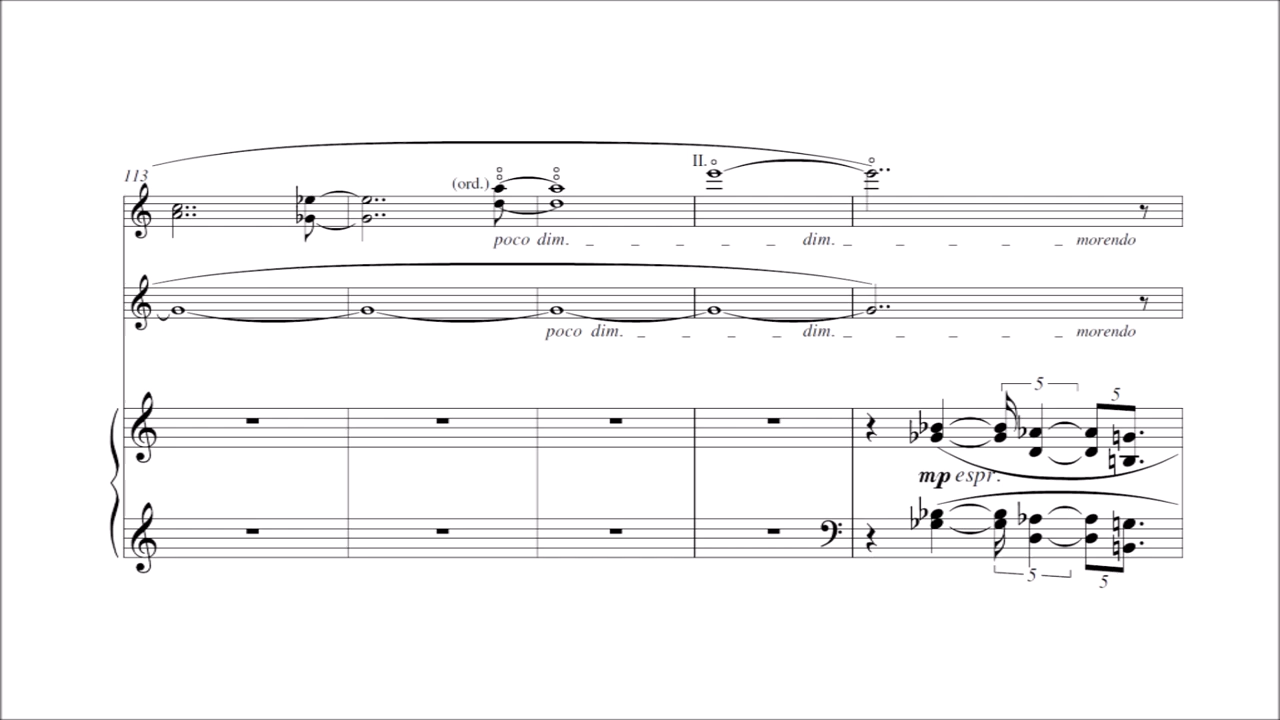 II.
113
(ord.)
poco dim. _ _ _ _ _ dim. _ _ _ _ _ morendo
poco dim. _ _ _ _ dim. _ _ _ _ _ morendo
5
5
mp espr.
5
5